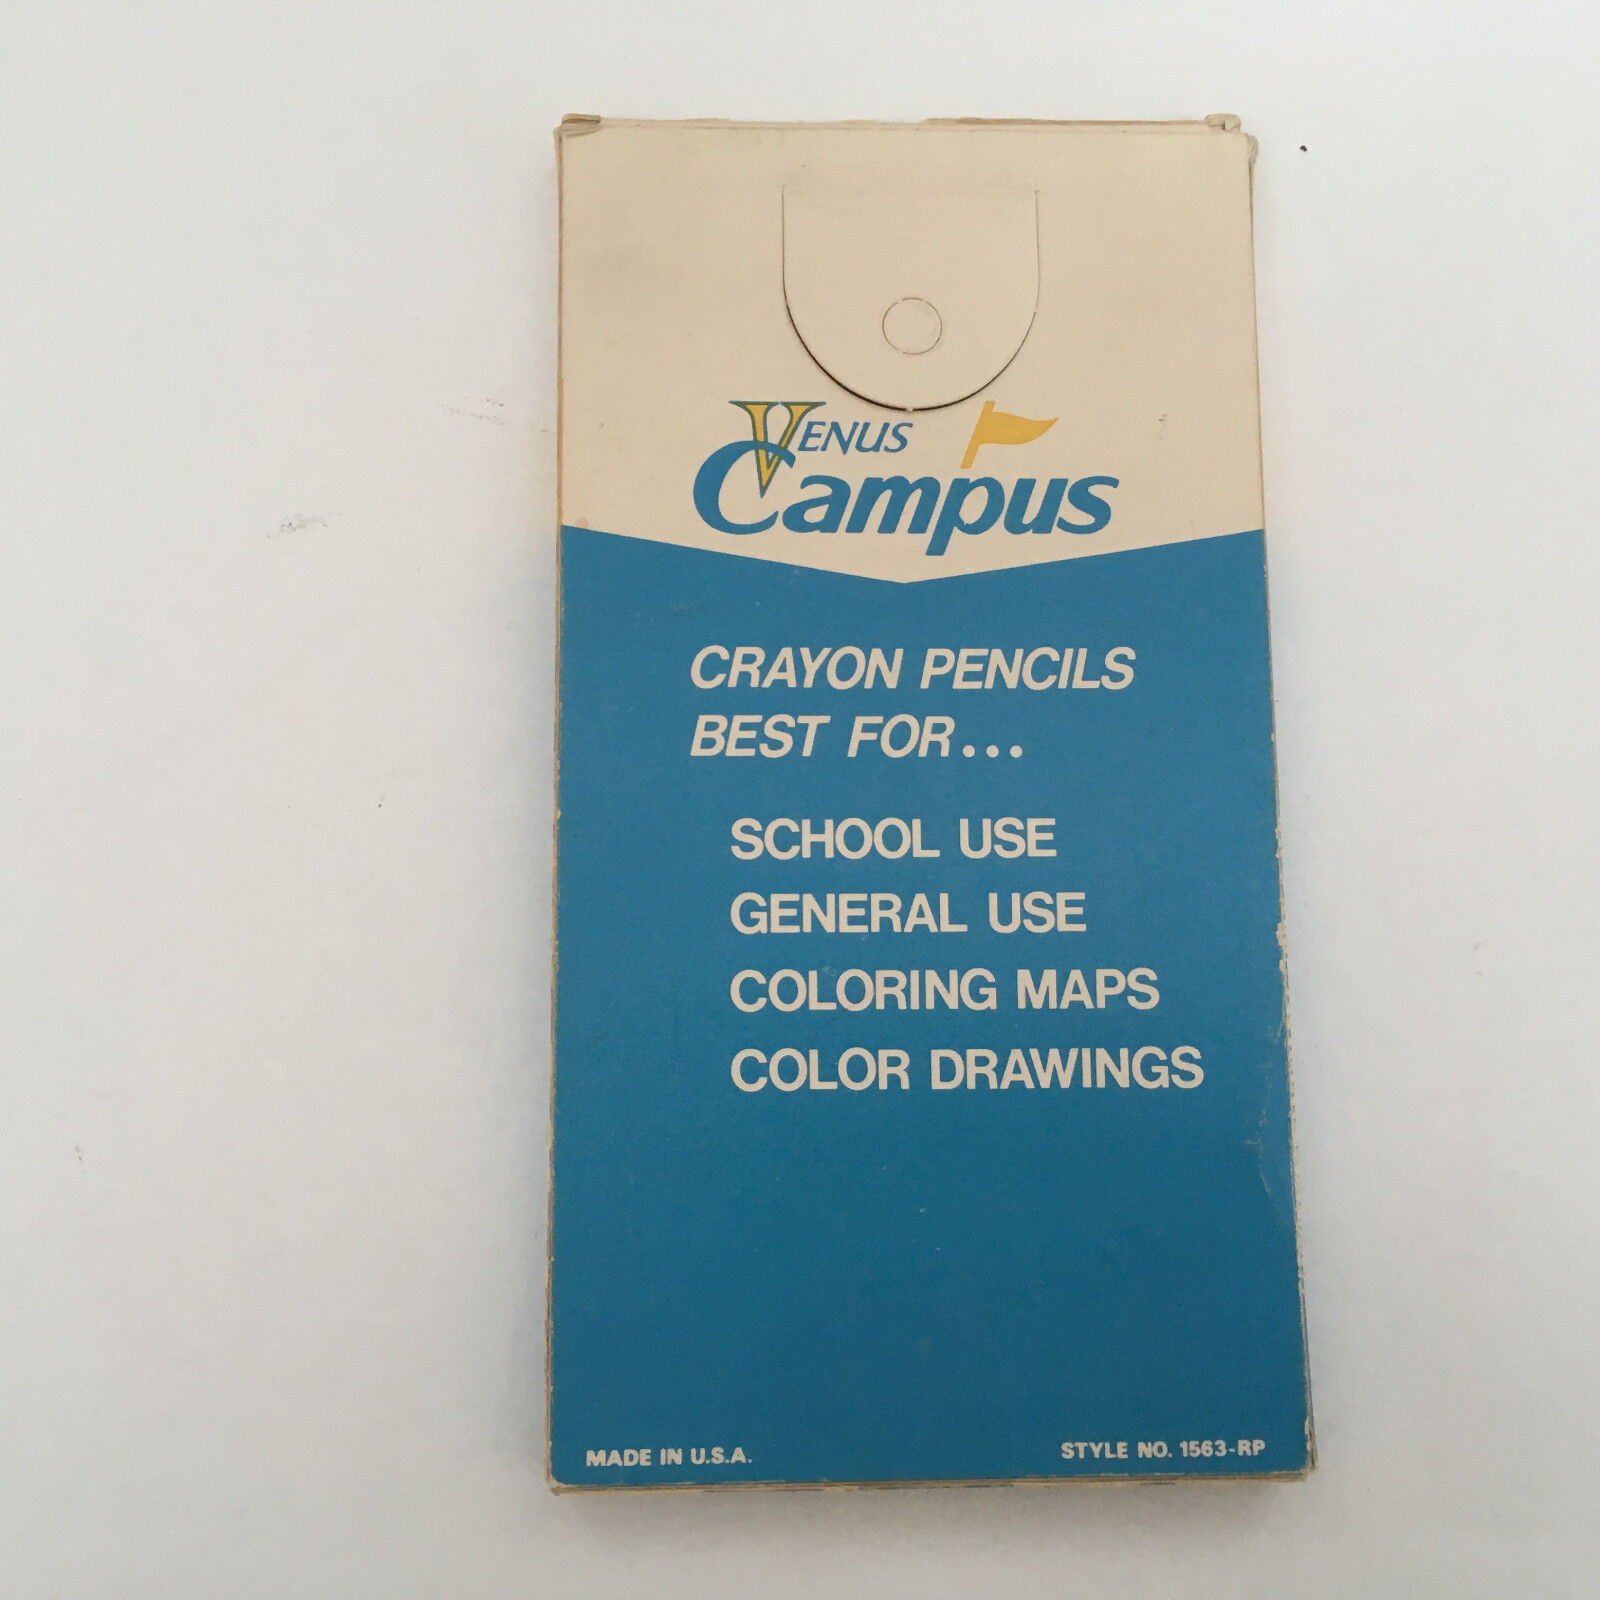 VENUS
Campus
CRAYON PENCILS
BEST FOR...
SCHOOL USE
GENERAL USE
COLORING MAPS
COLOR DRAWINGS
MADE IN U.S.A.
STYLE NO. 1563-RP